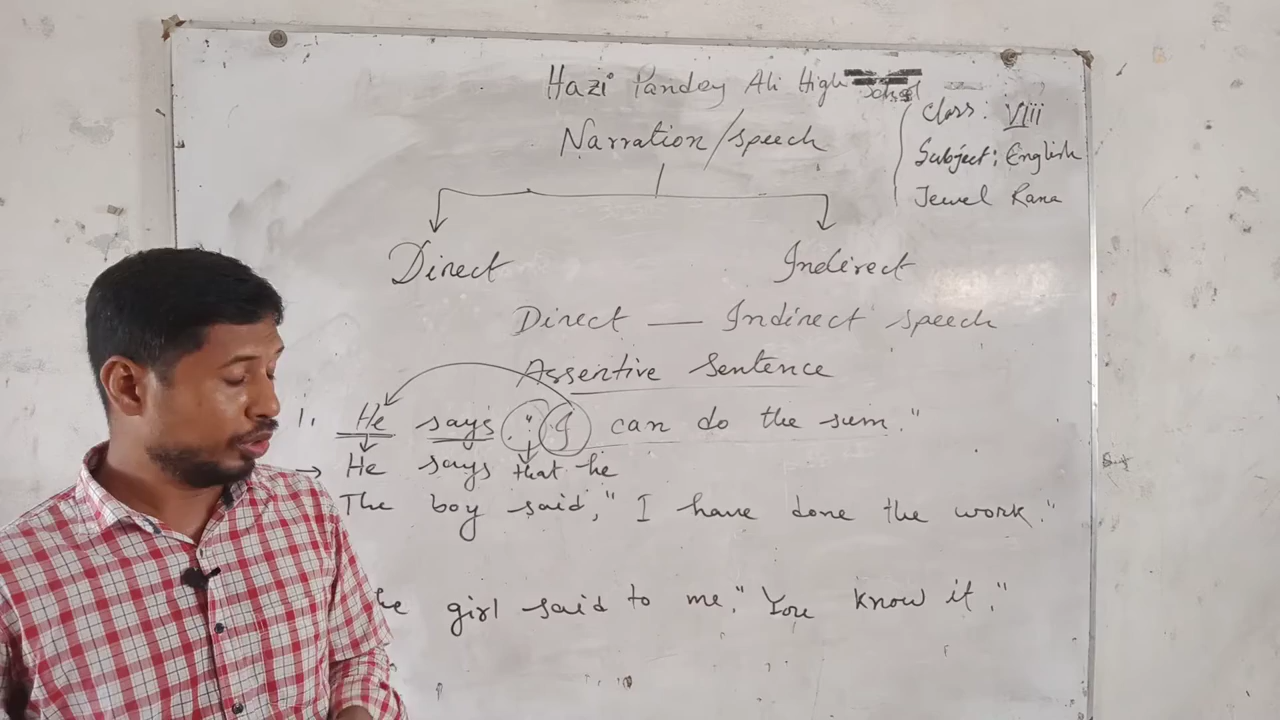 Hazi Pandey Ali High School
Class: VIII
Subject: English
Jewel Rana
Narration/speech
Direct
Indirect
Direct — Indirect speech
Assertive Sentence
1. He says, "I can do the sum."
→ He says that he
The boy said, "I have done the work."
girl said to me, "You know it."